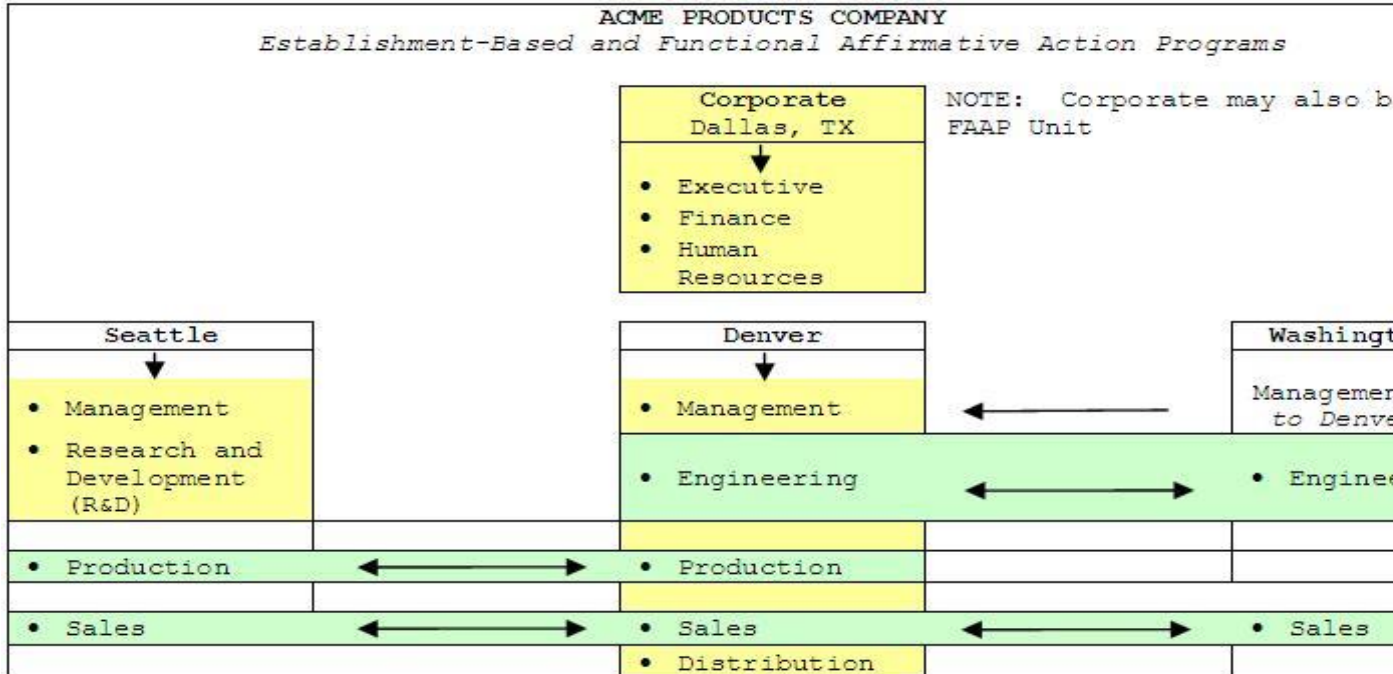 ACME PRODUCTS COMPANY
Establishment-Based and Functional Affirmative Action Programs
Corporate
Dallas, TX
NOTE: Corporate may also b
FAAP Unit
• Executive
• Finance
• Human
Resources
Seattle
Denver
Washingt
• Management
• Management
Managemen
to Denve
• Research and
Development
(R&D)
• Engineering
• Enginee
• Production
• Production
• Sales
• Sales
• Sales
• Distribution